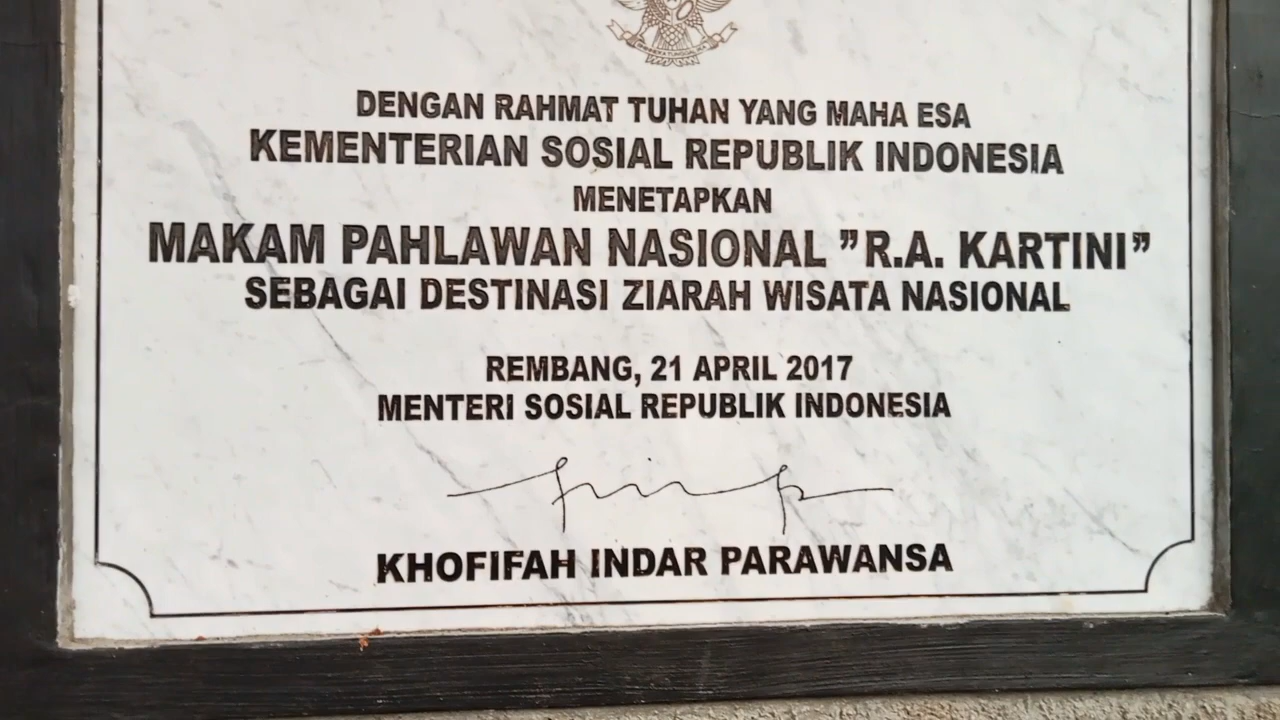 DENGAN RAHMAT TUHAN YANG MAHA ESA
KEMENTERIAN SOSIAL REPUBLIK INDONESIA
MENETAPKAN
MAKAM PAHLAWAN NASIONAL ”R.A. KARTINI”
SEBAGAI DESTINASI ZIARAH WISATA NASIONAL
REMBANG, 21 APRIL 2017
MENTERI SOSIAL REPUBLIK INDONESIA
KHOFIFAH INDAR PARAWANSA